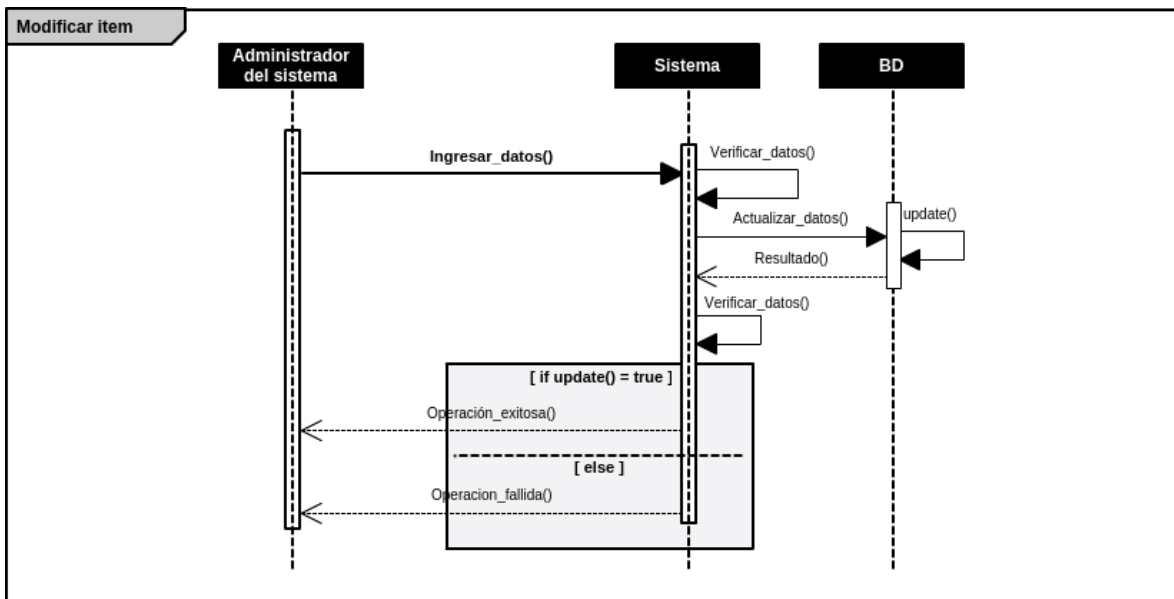 Modificar item
Administrador
del sistema
Sistema
BD
Ingresar_datos()
Verificar_datos()
Actualizar_datos()
update()
Resultado()
Verificar_datos()
[ if update() = true ]
Operación_exitosa()
[ else ]
Operacion_fallida()